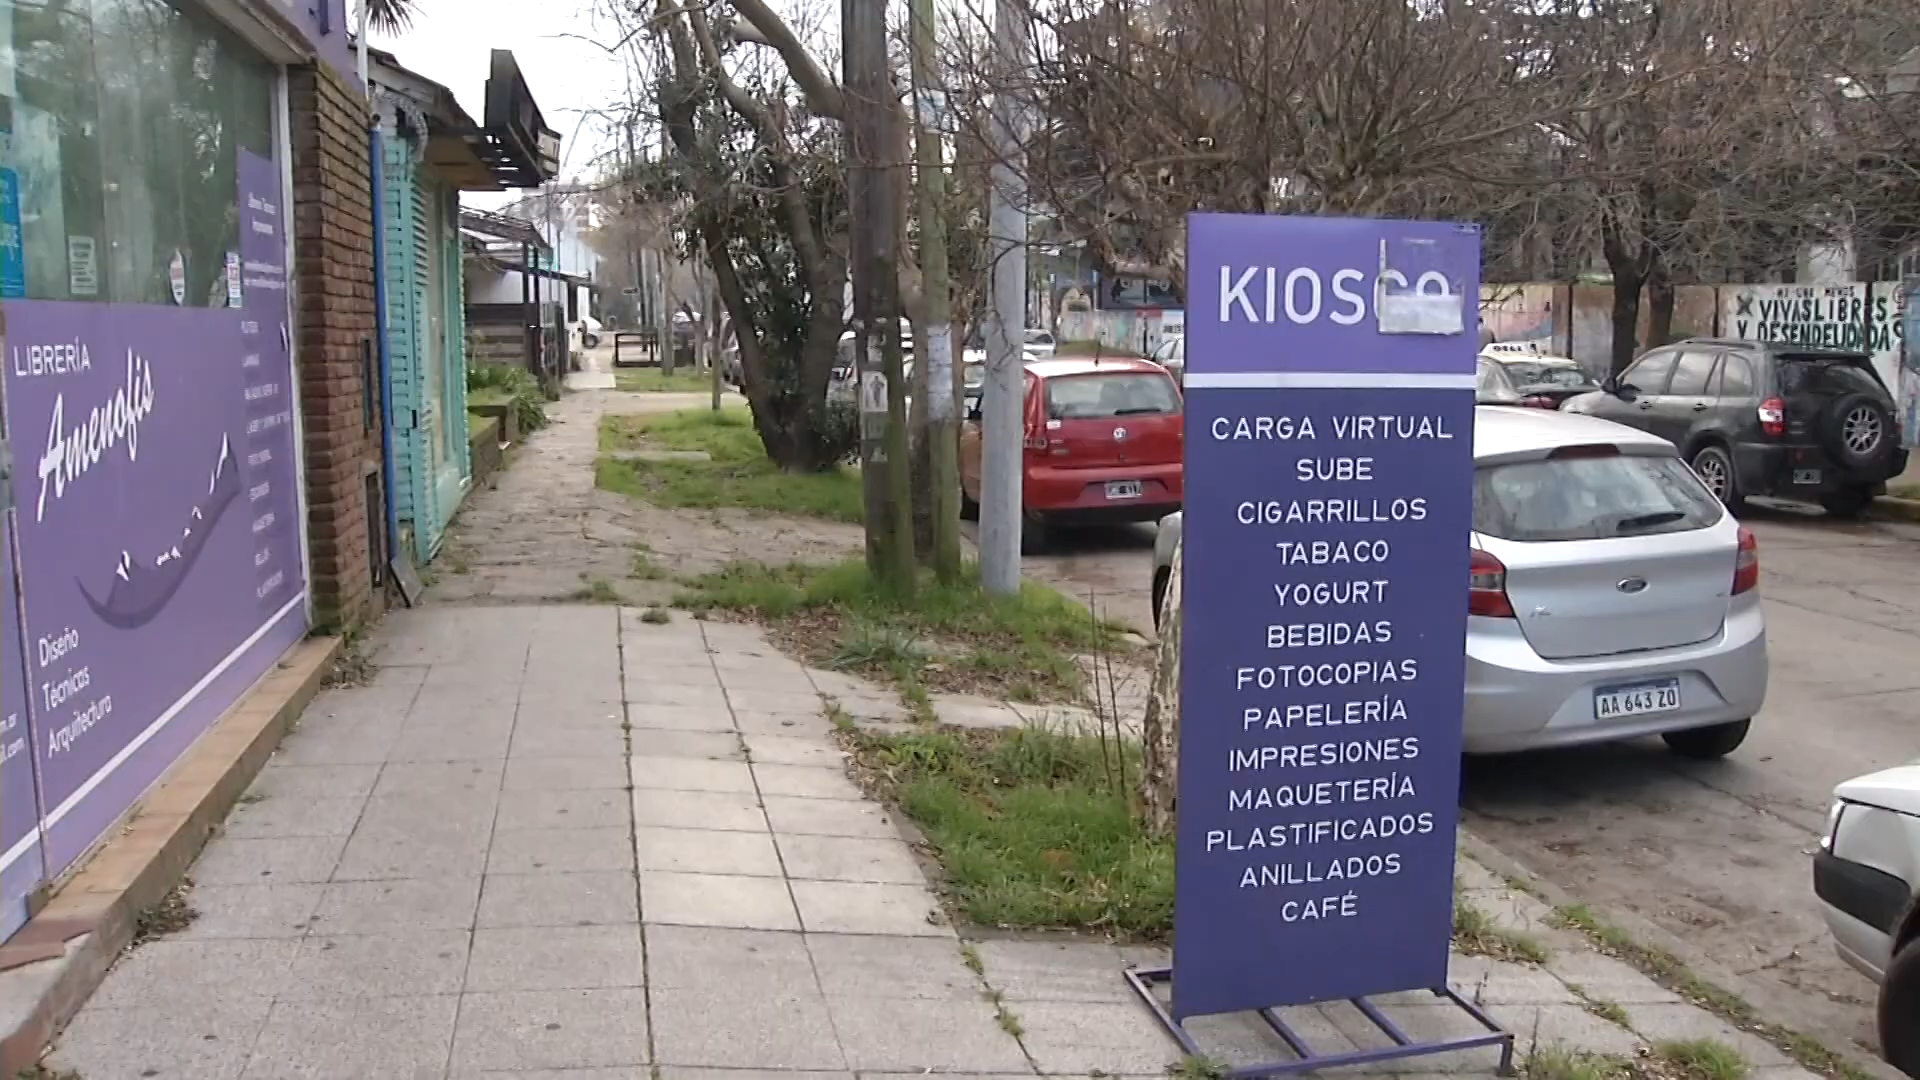 LIBRERÍA
Amenofis
Diseño
Técnicas
Arquitectura
KIOSCO
CARGA VIRTUAL
SUBE
CIGARRILLOS
TABACO
YOGURT
BEBIDAS
FOTOCOPIAS
PAPELERÍA
IMPRESIONES
MAQUETERÍA
PLASTIFICADOS
ANILLADOS
CAFÉ
AA 643 ZO
VIVAS LIBRES
Y DESENDEUDADAS